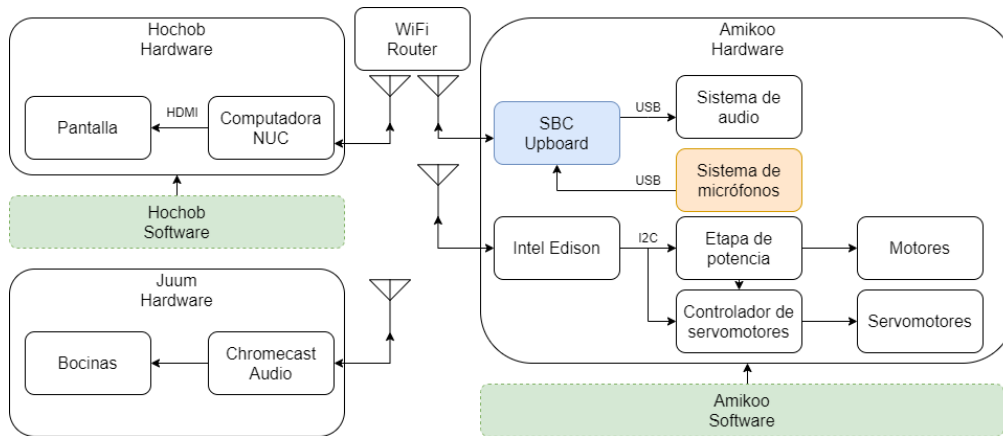 Hochob
Hardware
Pantalla
HDMI
Computadora
NUC
Hochob
Software
WiFi
Router
Juum
Hardware
Bocinas
Chromecast
Audio
Amikoo
Hardware
SBC
Upboard
USB
Sistema de
audio
USB
Sistema de
micrófonos
Intel Edison
I2C
Etapa de
potencia
Motores
Controlador de
servomotores
Servomotores
Amikoo
Software